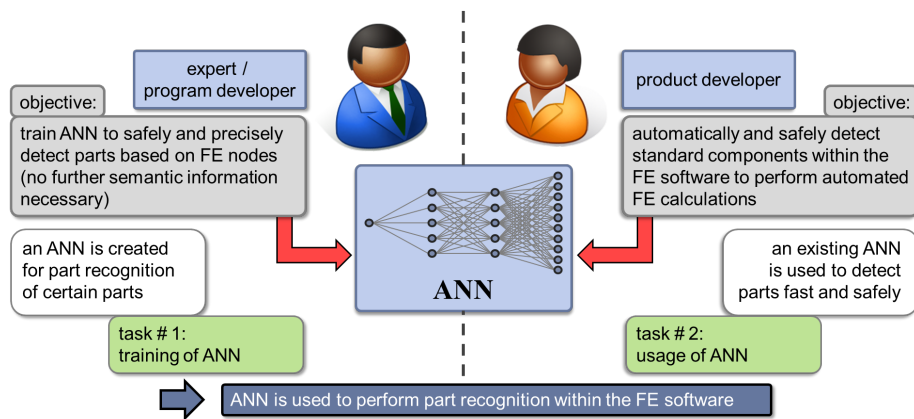 expert /
program developer
objective:
train ANN to safely and precisely
detect parts based on FE nodes
(no further semantic information
necessary)
an ANN is created
for part recognition
of certain parts
task # 1:
training of ANN
ANN
product developer
objective:
automatically and safely detect
standard components within the
FE software to perform automated
FE calculations
an existing ANN
is used to detect
parts fast and safely
task # 2:
usage of ANN
ANN is used to perform part recognition within the FE software